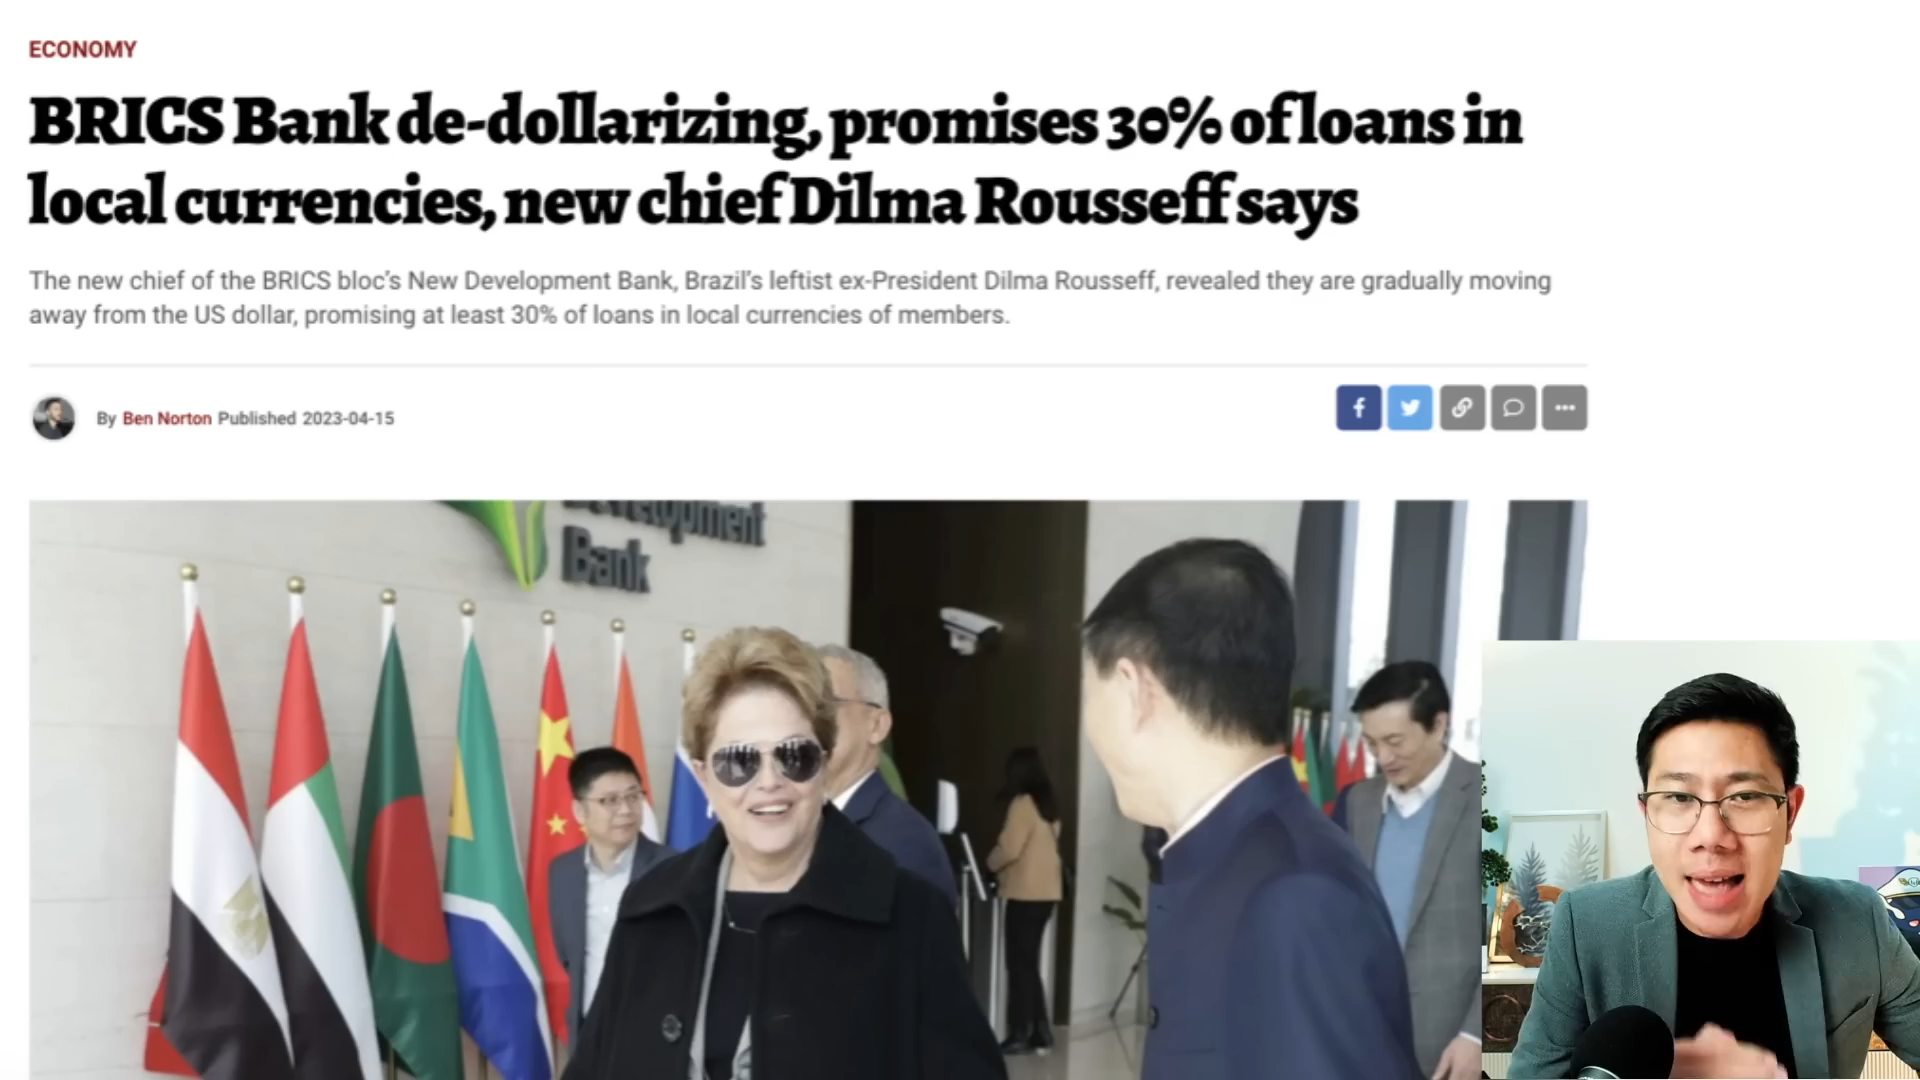 ECONOMY
BRICS Bank de-dollarizing, promises 30% of loans in
local currencies, new chief Dilma Rousseff says
The new chief of the BRICS bloc's New Development Bank, Brazil's leftist ex-President Dilma Rousseff, revealed they are gradually moving
away from the US dollar, promising at least 30% of loans in local currencies of members.
By Ben Norton Published 2023-04-15
Development
Bank